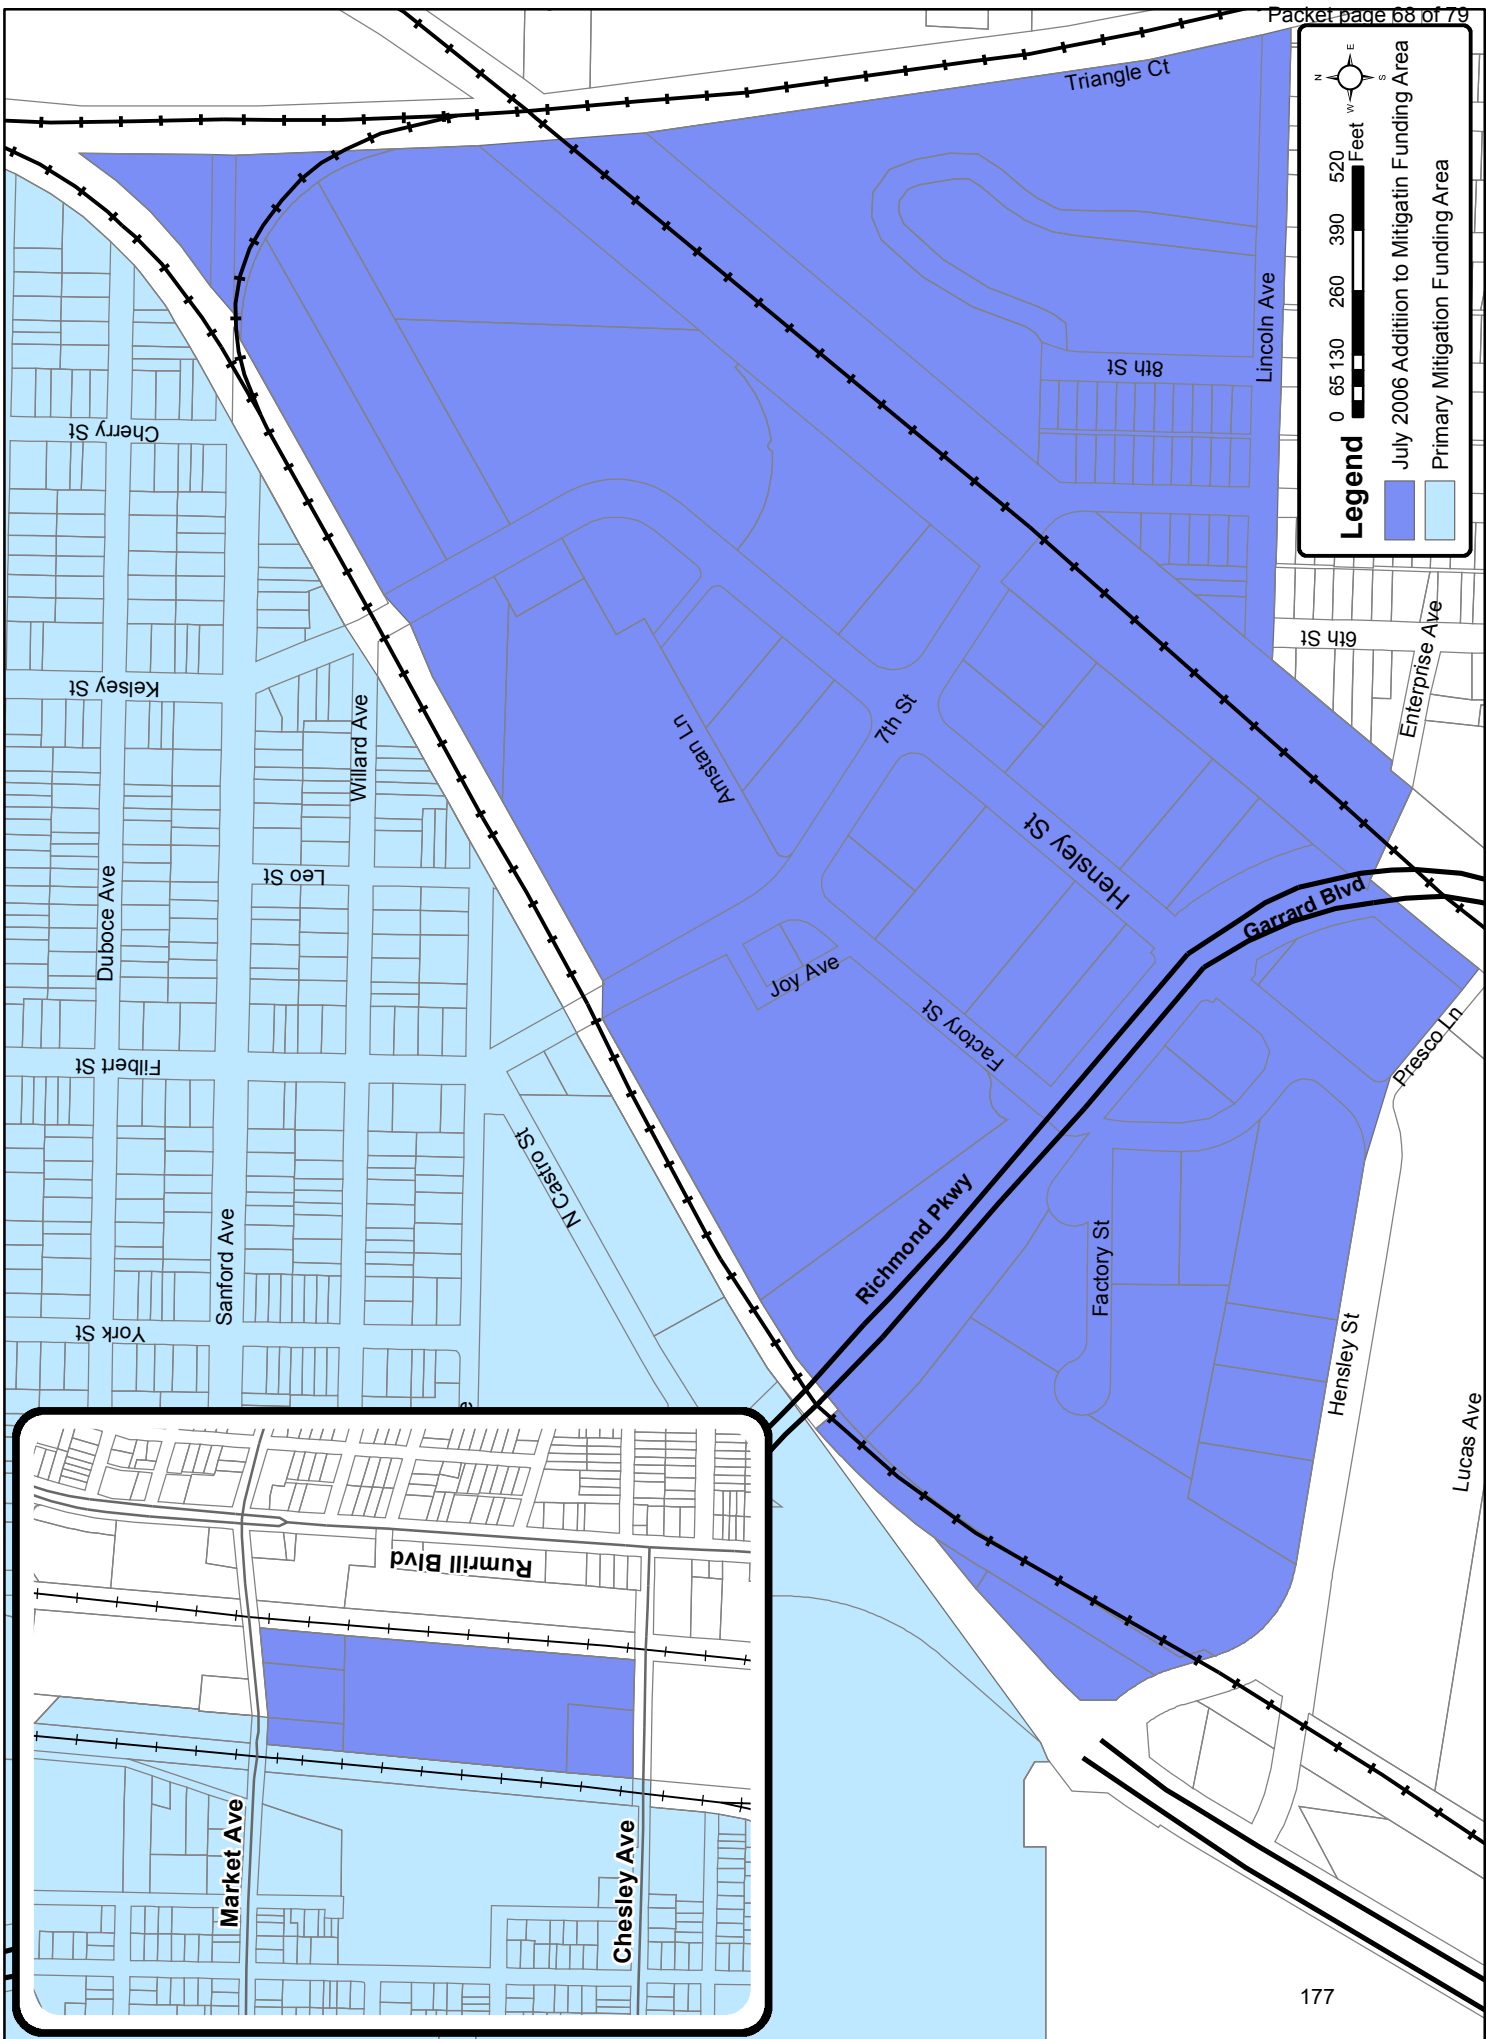 Packet page 68 of 79
Legend
0 65 130 260 390 520
Feet
N
E
S
W
July 2006 Additiion to Mitigatin Funding Area
Primary Mitigation Funding Area
Triangle Ct
Lincoln Ave
8th St
6th St
Enterprise Ave
Cherry St
Kelsey St
Willard Ave
Duboce Ave
Leo St
Filbert St
Sanford Ave
York St
N Castro St
Amstan Ln
7th St
Hensley St
Joy Ave
Factory St
Garrard Blvd
Richmond Pkwy
Presco Ln
Factory St
Hensley St
Lucas Ave
e
Rumrill Blvd
Market Ave
Chesley Ave
177